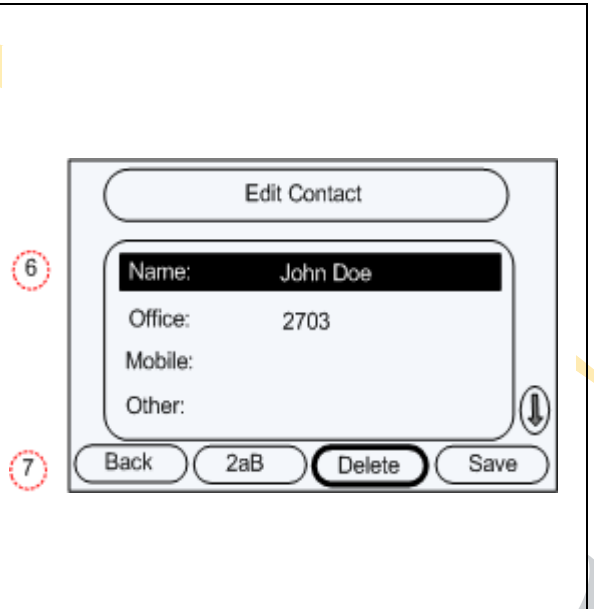 Edit Contact
6
Name: John Doe
Office: 2703
Mobile:
Other:
7
Back 2aB Delete Save